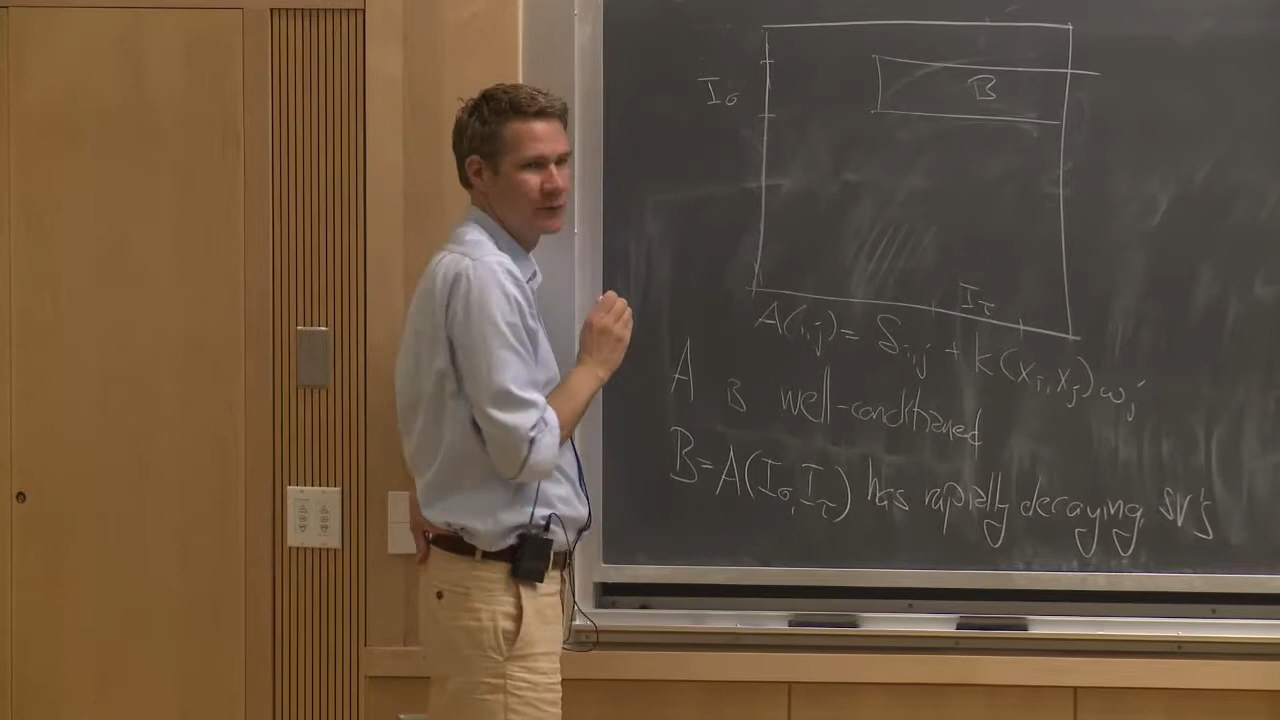 I_σ
B
I_τ
A(i,j) = δ_{i,j} + k(x_i, x_j) ω_j
A is well-conditioned
B = A(I_σ, I_τ) has rapidly decaying sv's